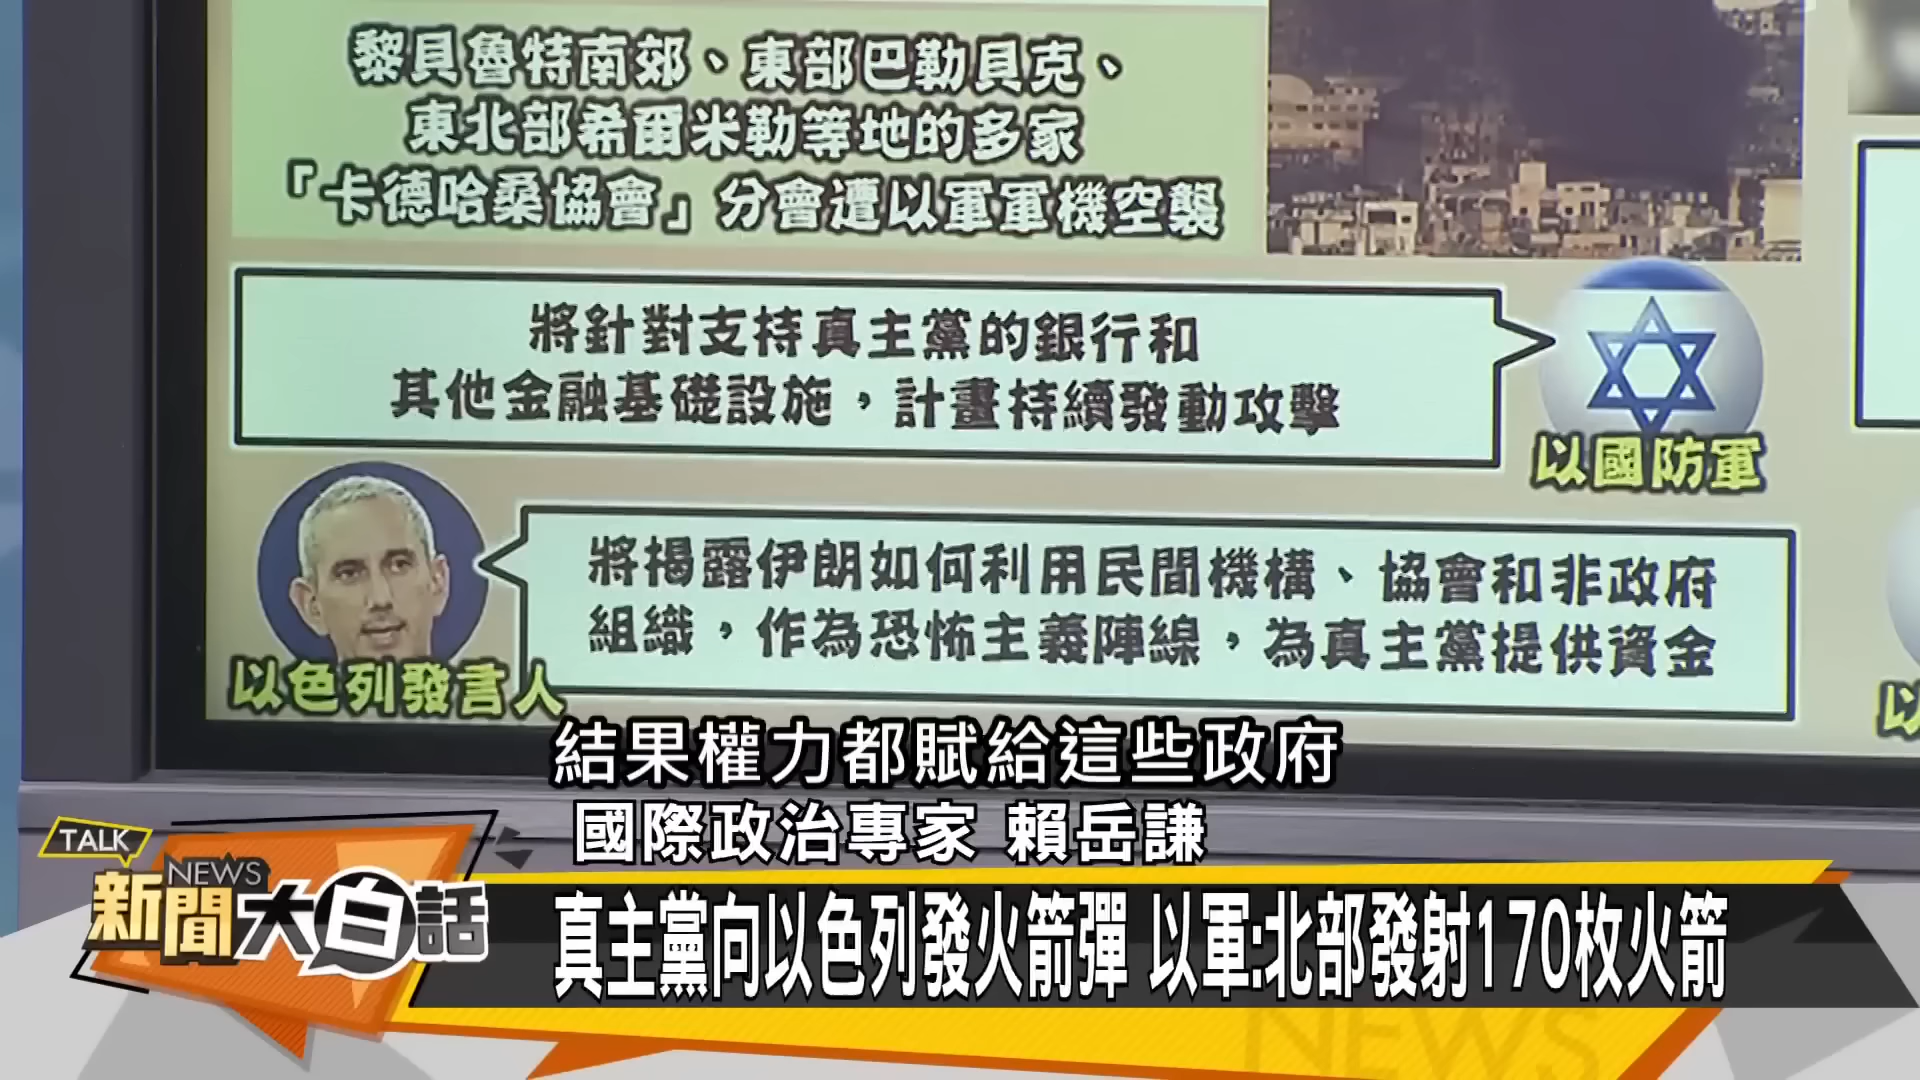 黎貝魯特南郊、東部巴勒貝克、
東北部希爾米勒等地的多家
「卡德哈桑協會」分會遭以軍軍機空襲
將針對支持真主黨的銀行和
其他金融基礎設施，計畫持續發動攻擊
以國防軍
將揭露伊朗如何利用民間機構、協會和非政府
組織，作為恐怖主義陣線，為真主黨提供資金
以色列發言人
以
結果權力都賦給這些政府
國際政治專家 賴岳謙
TALK
NEWS
新聞大白話
真主黨向以色列發火箭彈 以軍:北部發射170枚火箭
NEWS